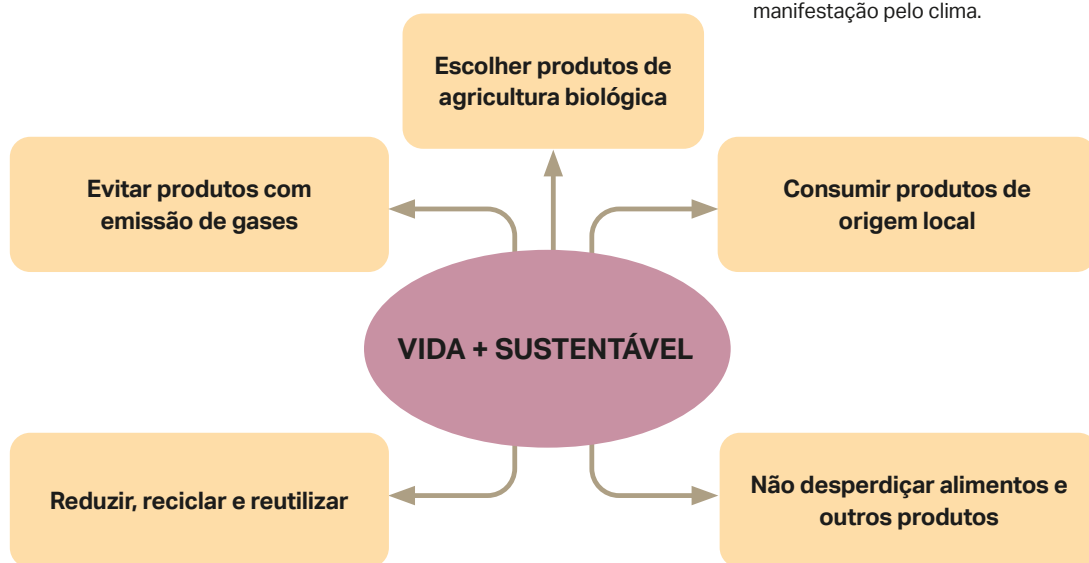 manifestação pelo clima.
Escolher produtos de
agricultura biológica
Evitar produtos com
emissão de gases
Consumir produtos de
origem local
VIDA + SUSTENTÁVEL
Reduzir, reciclar e reutilizar
Não desperdiçar alimentos e
outros produtos